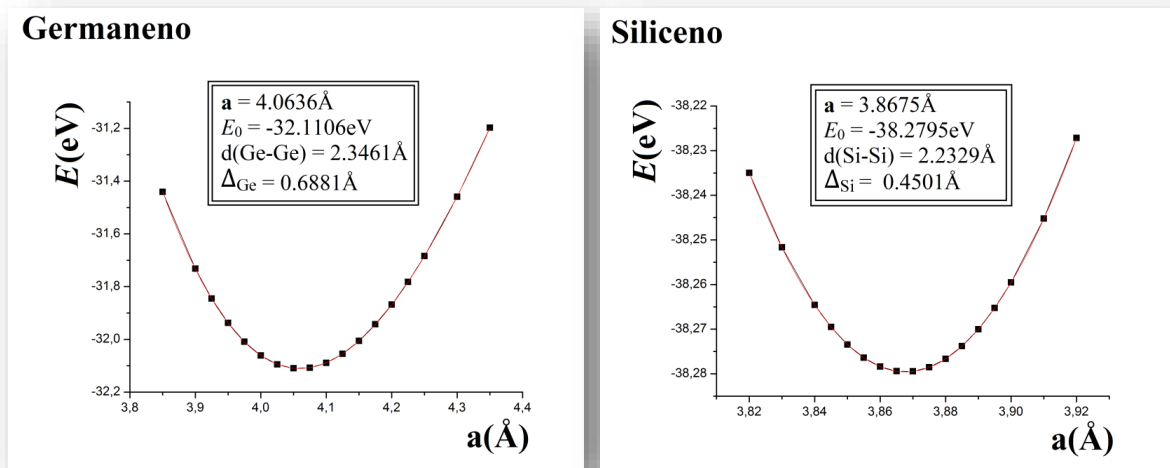 Germaneno
a = 4.0636Å
E0 = -32.1106eV
d(Ge-Ge) = 2.3461Å
ΔGe = 0.6881Å
E(eV)
-31,2
-31,4
-31,6
-31,8
-32,0
-32,2
3,8 3,9 4,0 4,1 4,2 4,3 4,4
a(Å)
Siliceno
a = 3.8675Å
E0 = -38.2795eV
d(Si-Si) = 2.2329Å
ΔSi = 0.4501Å
E(eV)
-38,22
-38,23
-38,24
-38,25
-38,26
-38,27
-38,28
3,82 3,84 3,86 3,88 3,90 3,92
a(Å)